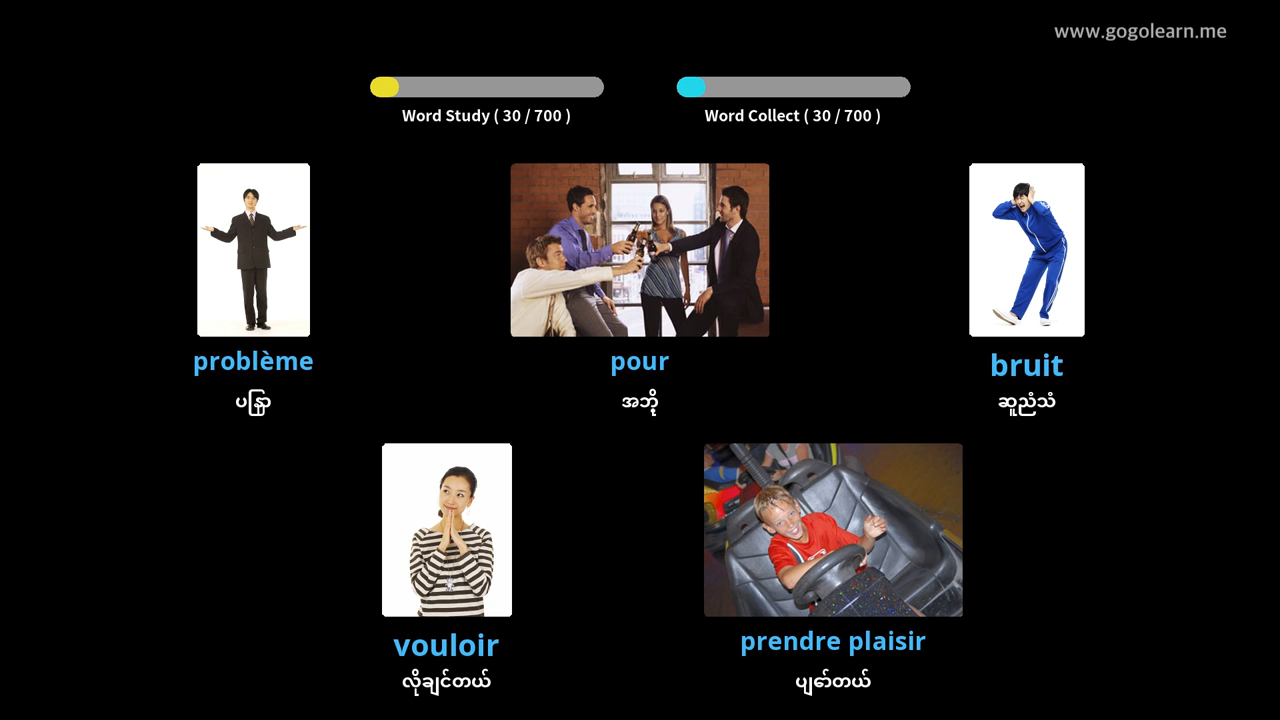 www.gogolearn.me
Word Study ( 30 / 700 )
Word Collect ( 30 / 700 )
problème
pour
bruit
ပြနာ
အဘို့
ဆူညံသံ
vouloir
prendre plaisir
လိုချင်တယ်
ပျော်တယ်